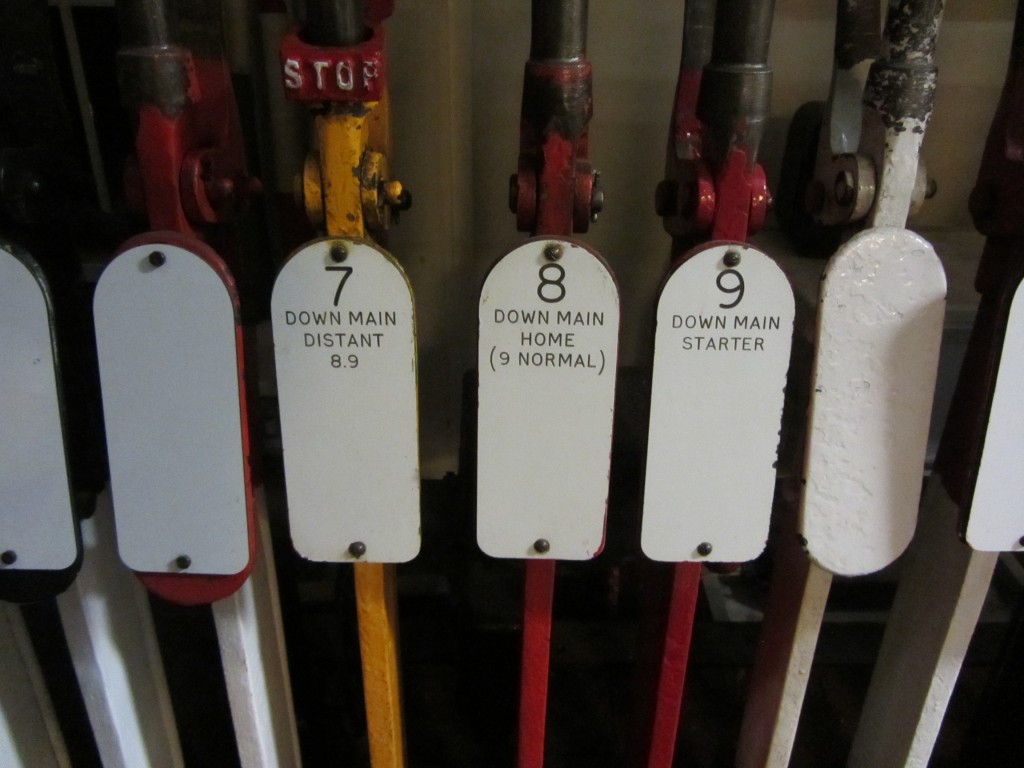 STOP
7
DOWN MAIN
DISTANT
8.9
8
DOWN MAIN
HOME
(9 NORMAL)
9
DOWN MAIN
STARTER